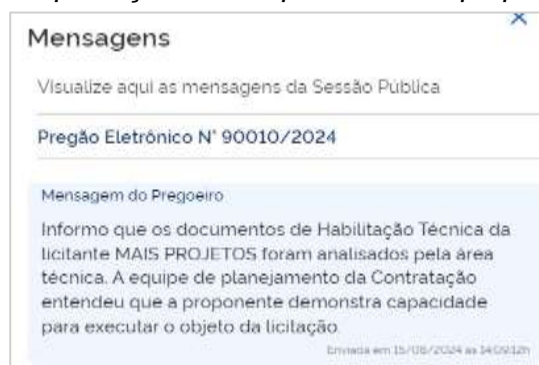 Mensagens
Visualize aqui as mensagens da Sessão Pública
Pregão Eletrônico N° 90010/2024
Mensagem do Pregoeiro
Informo que os documentos de Habilitação Técnica da
licitante MAIS PROJETOS foram analisados pela área
técnica. A equipe de planejamento da Contratação
entendeu que a proponente demonstra capacidade
para executar o objeto da licitação.
Enviada em 15/08/2024 às 14:09:12h